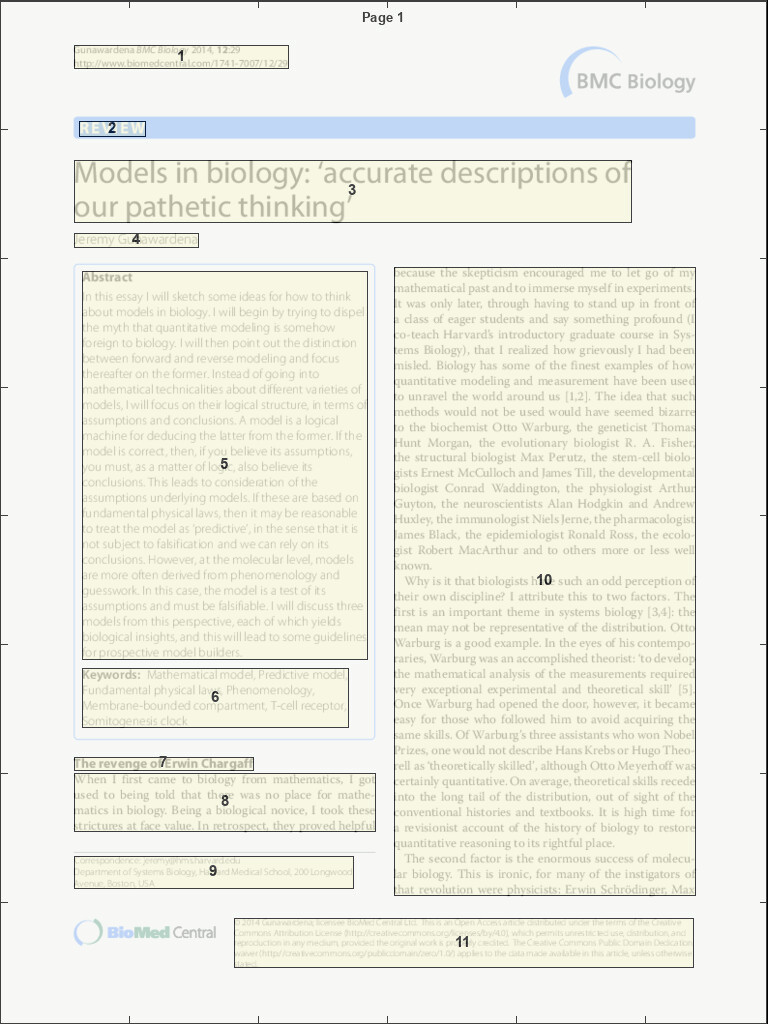 Page 1
Gunawardena BMC Biology 2014, 12:29
http://www.biomedcentral.com/1741-7007/12/29
1
BMC Biology
REVIEW
2
Models in biology: ‘accurate descriptions of
our pathetic thinking’
3
Jeremy Gunawardena
4
Abstract
In this essay I will sketch some ideas for how to think
about models in biology. I will begin by trying to dispel
the myth that quantitative modeling is somehow
foreign to biology. I will then point out the distinction
between forward and reverse modeling and focus
thereafter on the former. Instead of going into
mathematical technicalities about different varieties of
models, I will focus on their logical structure, in terms of
assumptions and conclusions. A model is a logical
machine for deducing the latter from the former. If the
model is correct, then, if you believe its assumptions,
you must, as a matter of logic, also believe its
conclusions. This leads to consideration of the
assumptions underlying models. If these are based on
fundamental physical laws, then it may be reasonable
to treat the model as ‘predictive’, in the sense that it is
not subject to falsification and we can rely on its
conclusions. However, at the molecular level, models
are more often derived from phenomenology and
guesswork. In this case, the model is a test of its
assumptions and must be falsifiable. I will discuss three
models from this perspective, each of which yields
biological insights, and this will lead to some guidelines
for prospective model builders.
5
Keywords: Mathematical model, Predictive model,
Fundamental physical laws, Phenomenology,
Membrane-bounded compartment, T-cell receptor,
Somitogenesis clock
6
The revenge of Erwin Chargaff
7
When I first came to biology from mathematics, I got
used to being told that there was no place for mathe-
matics in biology. Being a biological novice, I took these
strictures at face value. In retrospect, they proved helpful
8
Correspondence: jeremy@hms.harvard.edu
Department of Systems Biology, Harvard Medical School, 200 Longwood
Avenue, Boston, USA
9
because the skepticism encouraged me to let go of my
mathematical past and to immerse myself in experiments.
It was only later, through having to stand up in front of
a class of eager students and say something profound (I
co-teach Harvard’s introductory graduate course in Sys-
tems Biology), that I realized how grievously I had been
misled. Biology has some of the finest examples of how
quantitative modeling and measurement have been used
to unravel the world around us [1,2]. The idea that such
methods would not be used would have seemed bizarre
to the biochemist Otto Warburg, the geneticist Thomas
Hunt Morgan, the evolutionary biologist R. A. Fisher,
the structural biologist Max Perutz, the stem-cell biolo-
gists Ernest McCulloch and James Till, the developmental
biologist Conrad Waddington, the physiologist Arthur
Guyton, the neuroscientists Alan Hodgkin and Andrew
Huxley, the immunologist Niels Jerne, the pharmacologist
James Black, the epidemiologist Ronald Ross, the ecolo-
gist Robert MacArthur and to others more or less well
known.
Why is it that biologists have such an odd perception of
their own discipline? I attribute this to two factors. The
first is an important theme in systems biology [3,4]: the
mean may not be representative of the distribution. Otto
Warburg is a good example. In the eyes of his contempo-
raries, Warburg was an accomplished theorist: ‘to develop
the mathematical analysis of the measurements required
very exceptional experimental and theoretical skill’ [5].
Once Warburg had opened the door, however, it became
easy for those who followed him to avoid acquiring the
same skills. Of Warburg’s three assistants who won Nobel
Prizes, one would not describe Hans Krebs or Hugo Theo-
rell as ‘theoretically skilled’, although Otto Meyerhoff was
certainly quantitative. On average, theoretical skills recede
into the long tail of the distribution, out of sight of the
conventional histories and textbooks. It is high time for
a revisionist account of the history of biology to restore
quantitative reasoning to its rightful place.
The second factor is the enormous success of molecu-
lar biology. This is ironic, for many of the instigators of
that revolution were physicists: Erwin Schrödinger, Max
10
BioMed Central
© 2014 Gunawardena; licensee BioMed Central Ltd. This is an Open Access article distributed under the terms of the Creative
Commons Attribution License (http://creativecommons.org/licenses/by/4.0), which permits unrestricted use, distribution, and
reproduction in any medium, provided the original work is properly credited. The Creative Commons Public Domain Dedication
waiver (http://creativecommons.org/publicdomain/zero/1.0/) applies to the data made available in this article, unless otherwise
stated.
11